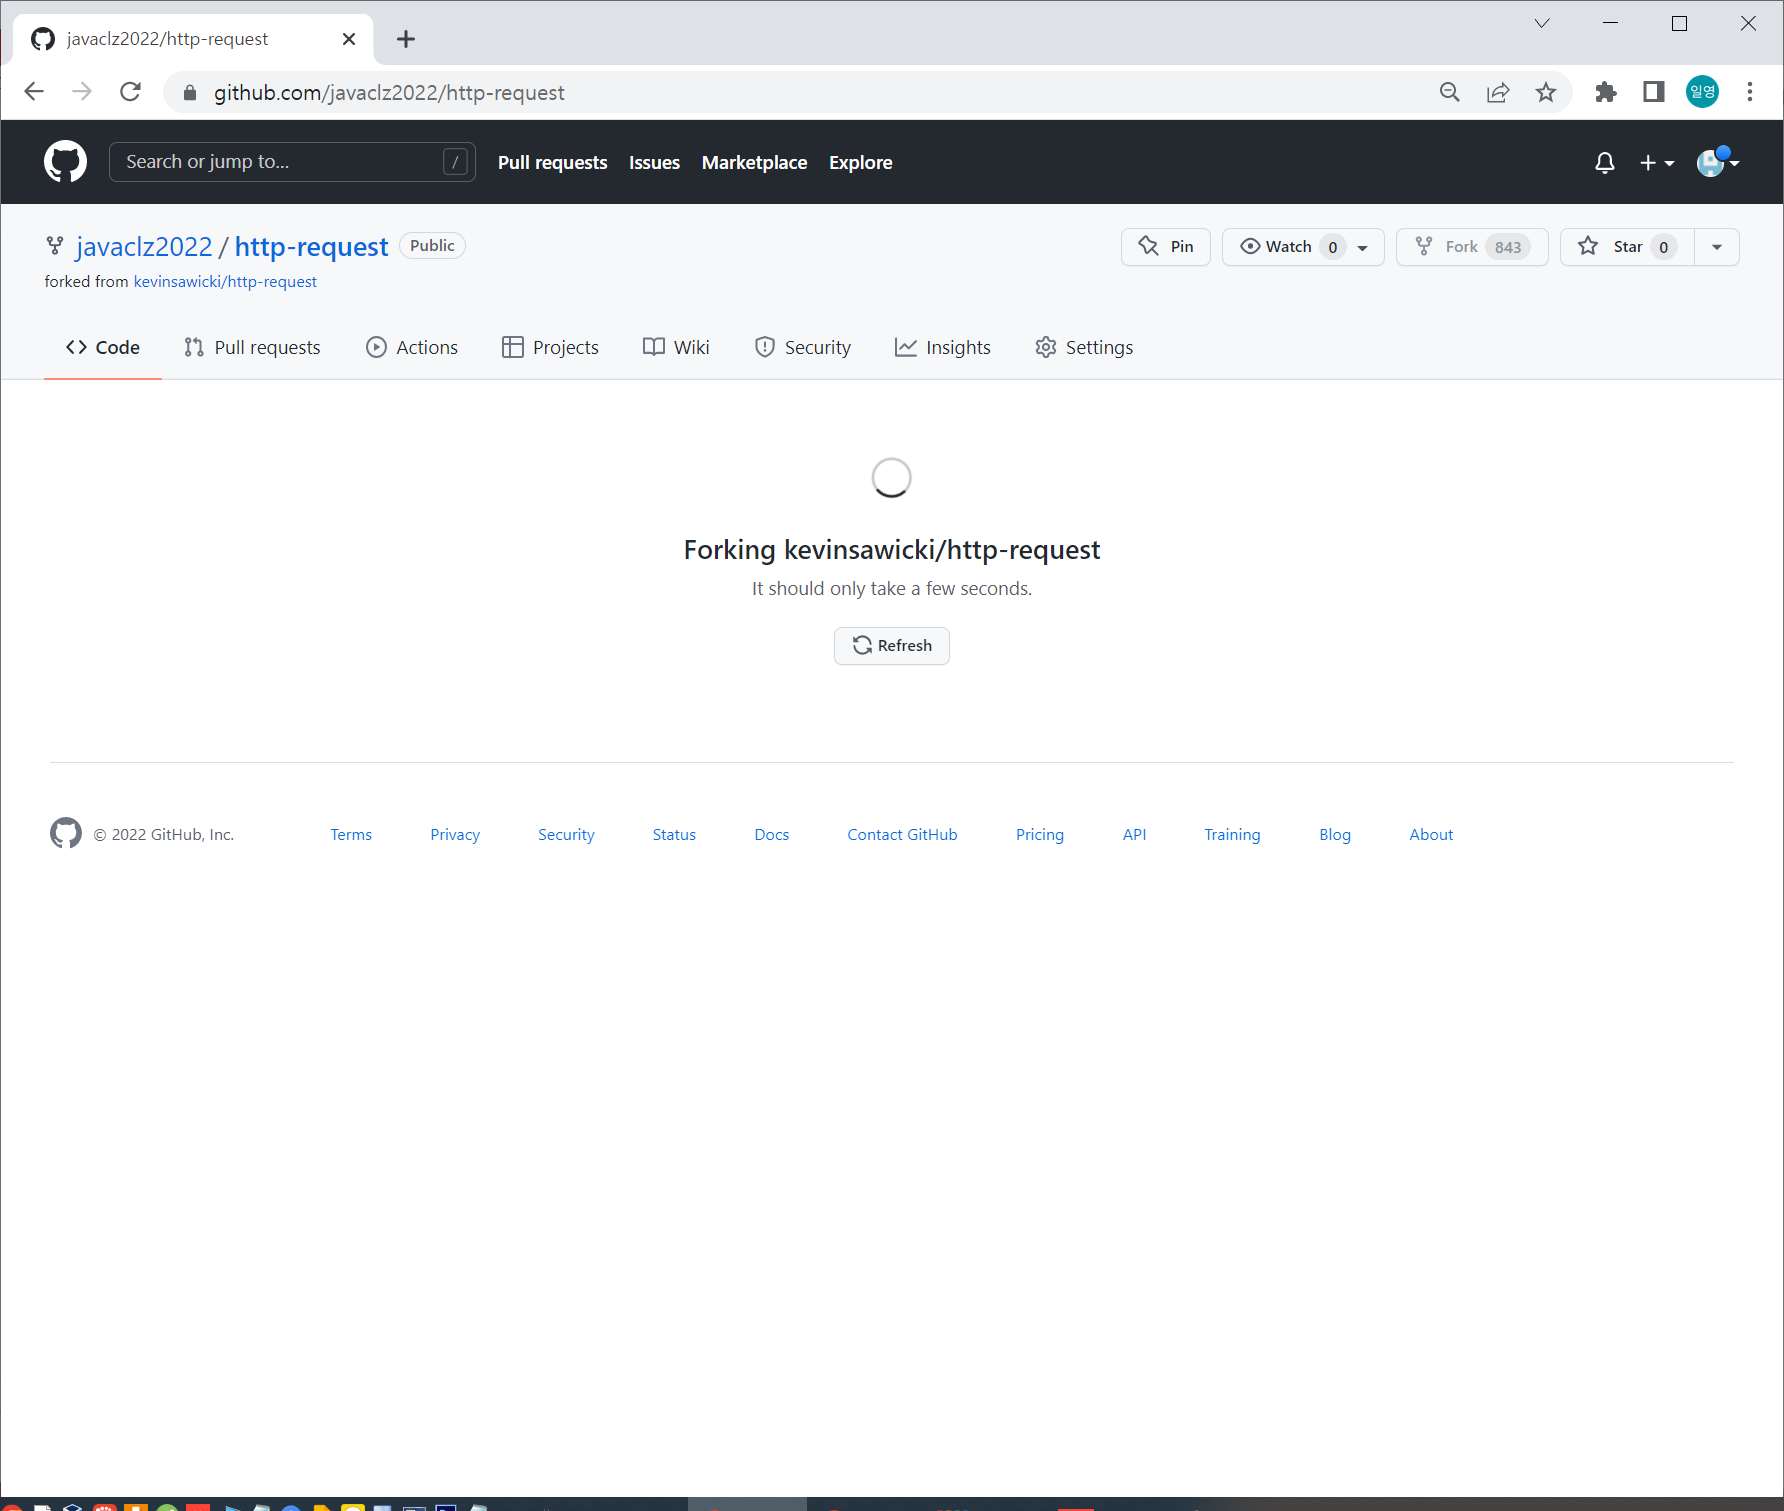 javaclz2022/http-request
github.com/javaclz2022/http-request
일영
Search or jump to... /
Pull requests Issues Marketplace Explore
javaclz2022 / http-request Public
Pin Watch 0 Fork 843 Star 0
forked from kevinsawicki/http-request
Code Pull requests Actions Projects Wiki Security Insights Settings
Forking kevinsawicki/http-request
It should only take a few seconds.
Refresh
© 2022 GitHub, Inc. Terms Privacy Security Status Docs Contact GitHub Pricing API Training Blog About